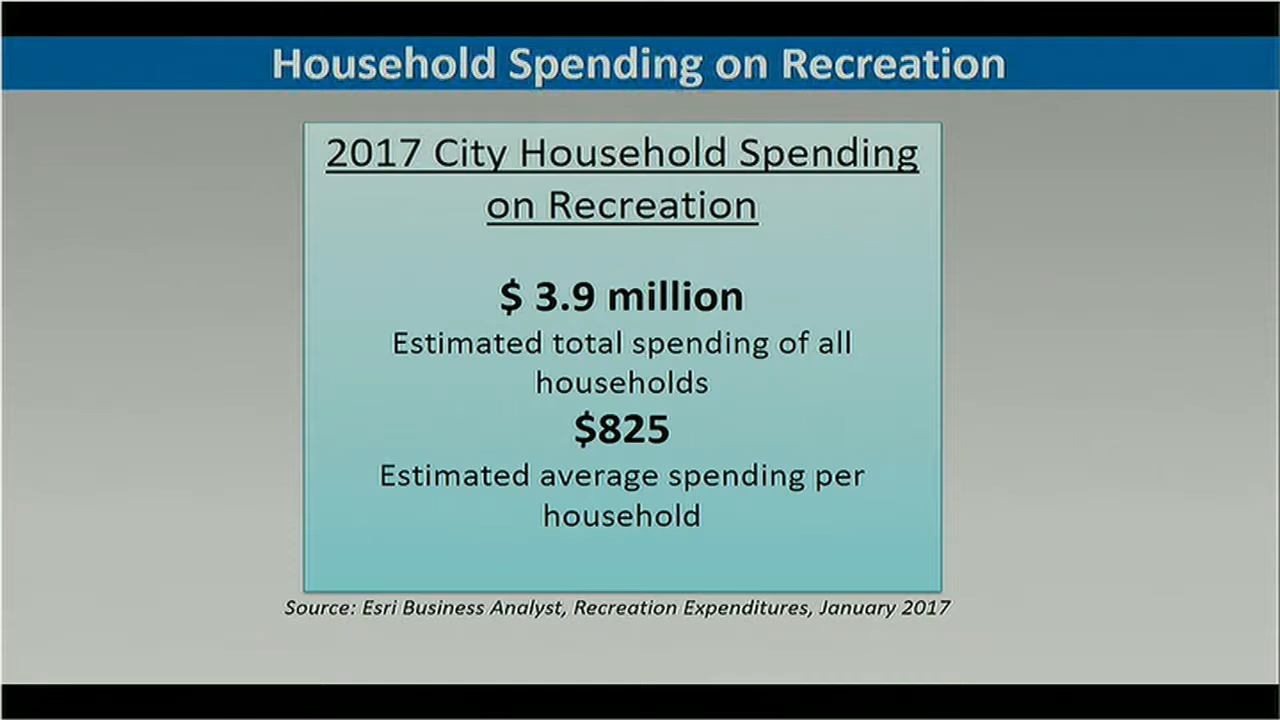 Household Spending on Recreation
2017 City Household Spending
on Recreation
$ 3.9 million
Estimated total spending of all
households
$825
Estimated average spending per
household
Source: Esri Business Analyst, Recreation Expenditures, January 2017